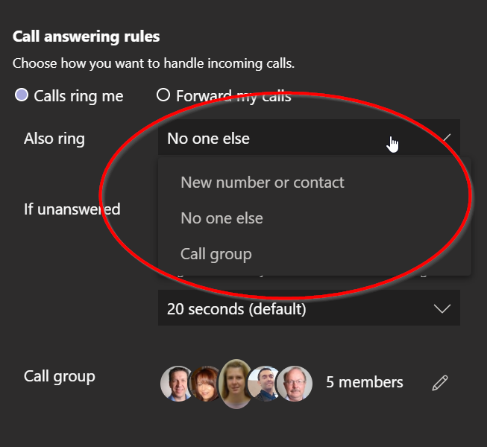 Call answering rules
Choose how you want to handle incoming calls.
Calls ring me
Forward my calls
Also ring
No one else
New number or contact
If unanswered
No one else
Call group
20 seconds (default)
Call group
5 members